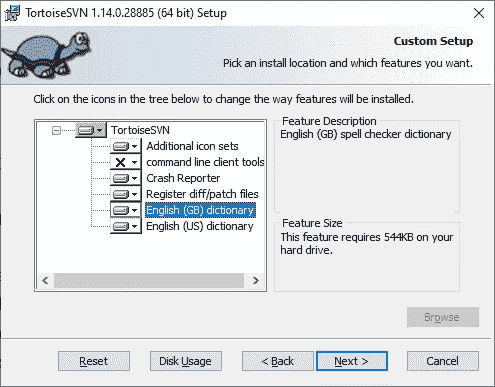 TortoiseSVN 1.14.0.28885 (64 bit) Setup
Custom Setup
Pick an install location and which features you want.
Click on the icons in the tree below to change the way features will be installed.
TortoiseSVN
Additional icon sets
command line client tools
Crash Reporter
Register diff/patch files
English (GB) dictionary
English (US) dictionary
Feature Description
English (GB) spell checker dictionary
Feature Size
This feature requires 544KB on your
hard drive.
Browse
Reset
Disk Usage
< Back
Next >
Cancel